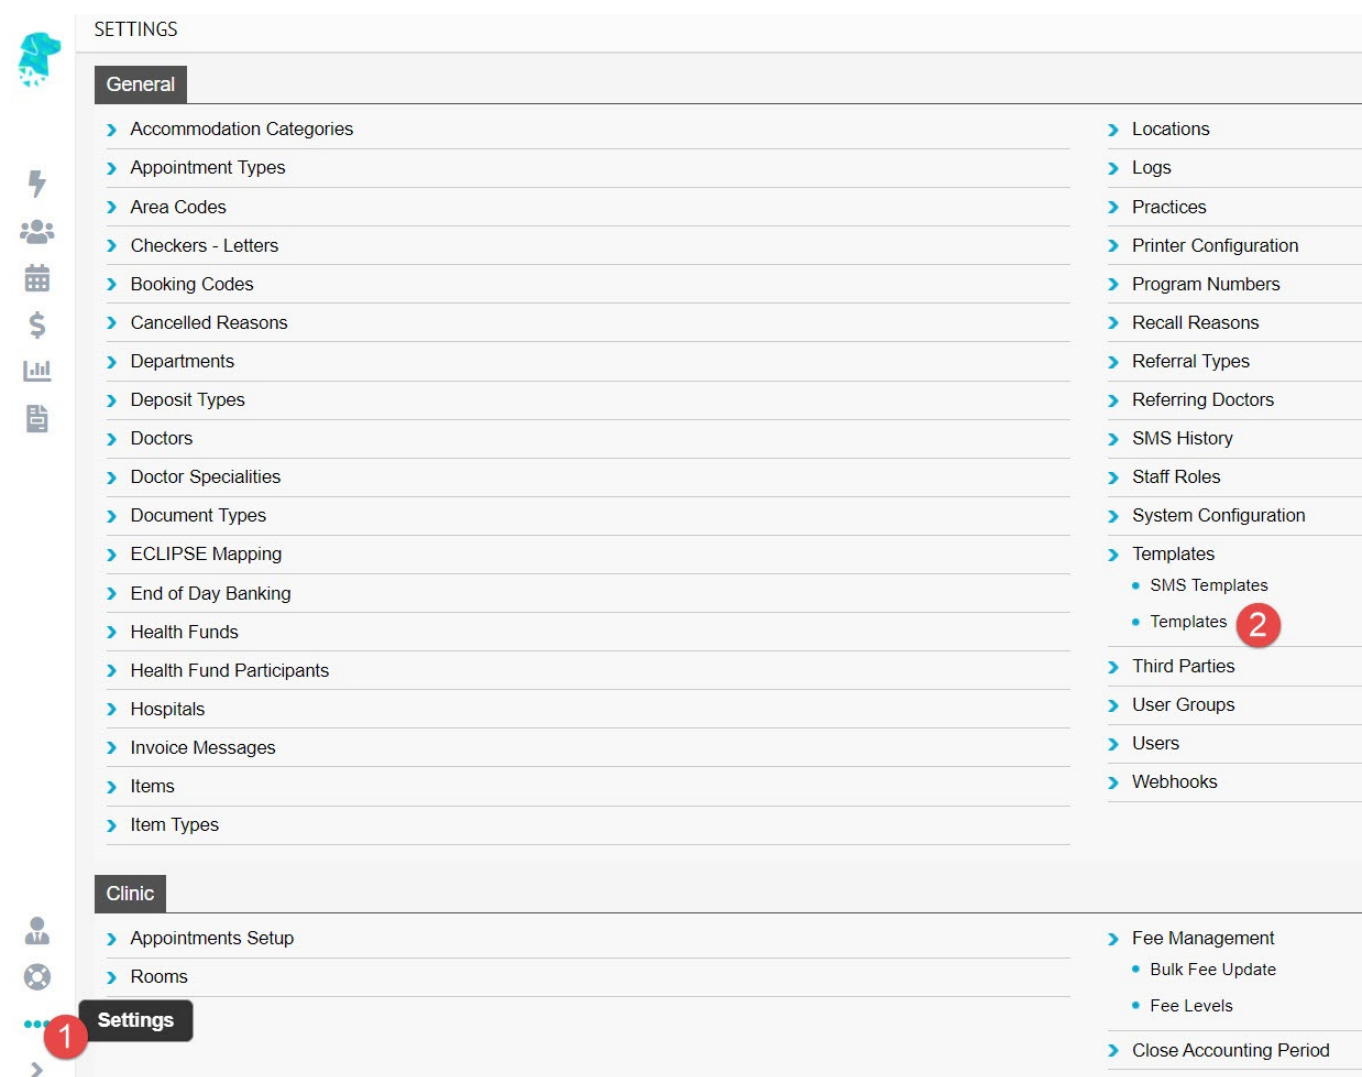 SETTINGS
General
Accommodation Categories
Appointment Types
Area Codes
Checkers - Letters
Booking Codes
Cancelled Reasons
Departments
Deposit Types
Doctors
Doctor Specialities
Document Types
ECLIPSE Mapping
End of Day Banking
Health Funds
Health Fund Participants
Hospitals
Invoice Messages
Items
Item Types
Locations
Logs
Practices
Printer Configuration
Program Numbers
Recall Reasons
Referral Types
Referring Doctors
SMS History
Staff Roles
System Configuration
Templates
SMS Templates
Templates 2
Third Parties
User Groups
Users
Webhooks
Clinic
Appointments Setup
Rooms
Fee Management
Bulk Fee Update
Fee Levels
Close Accounting Period
1 Settings